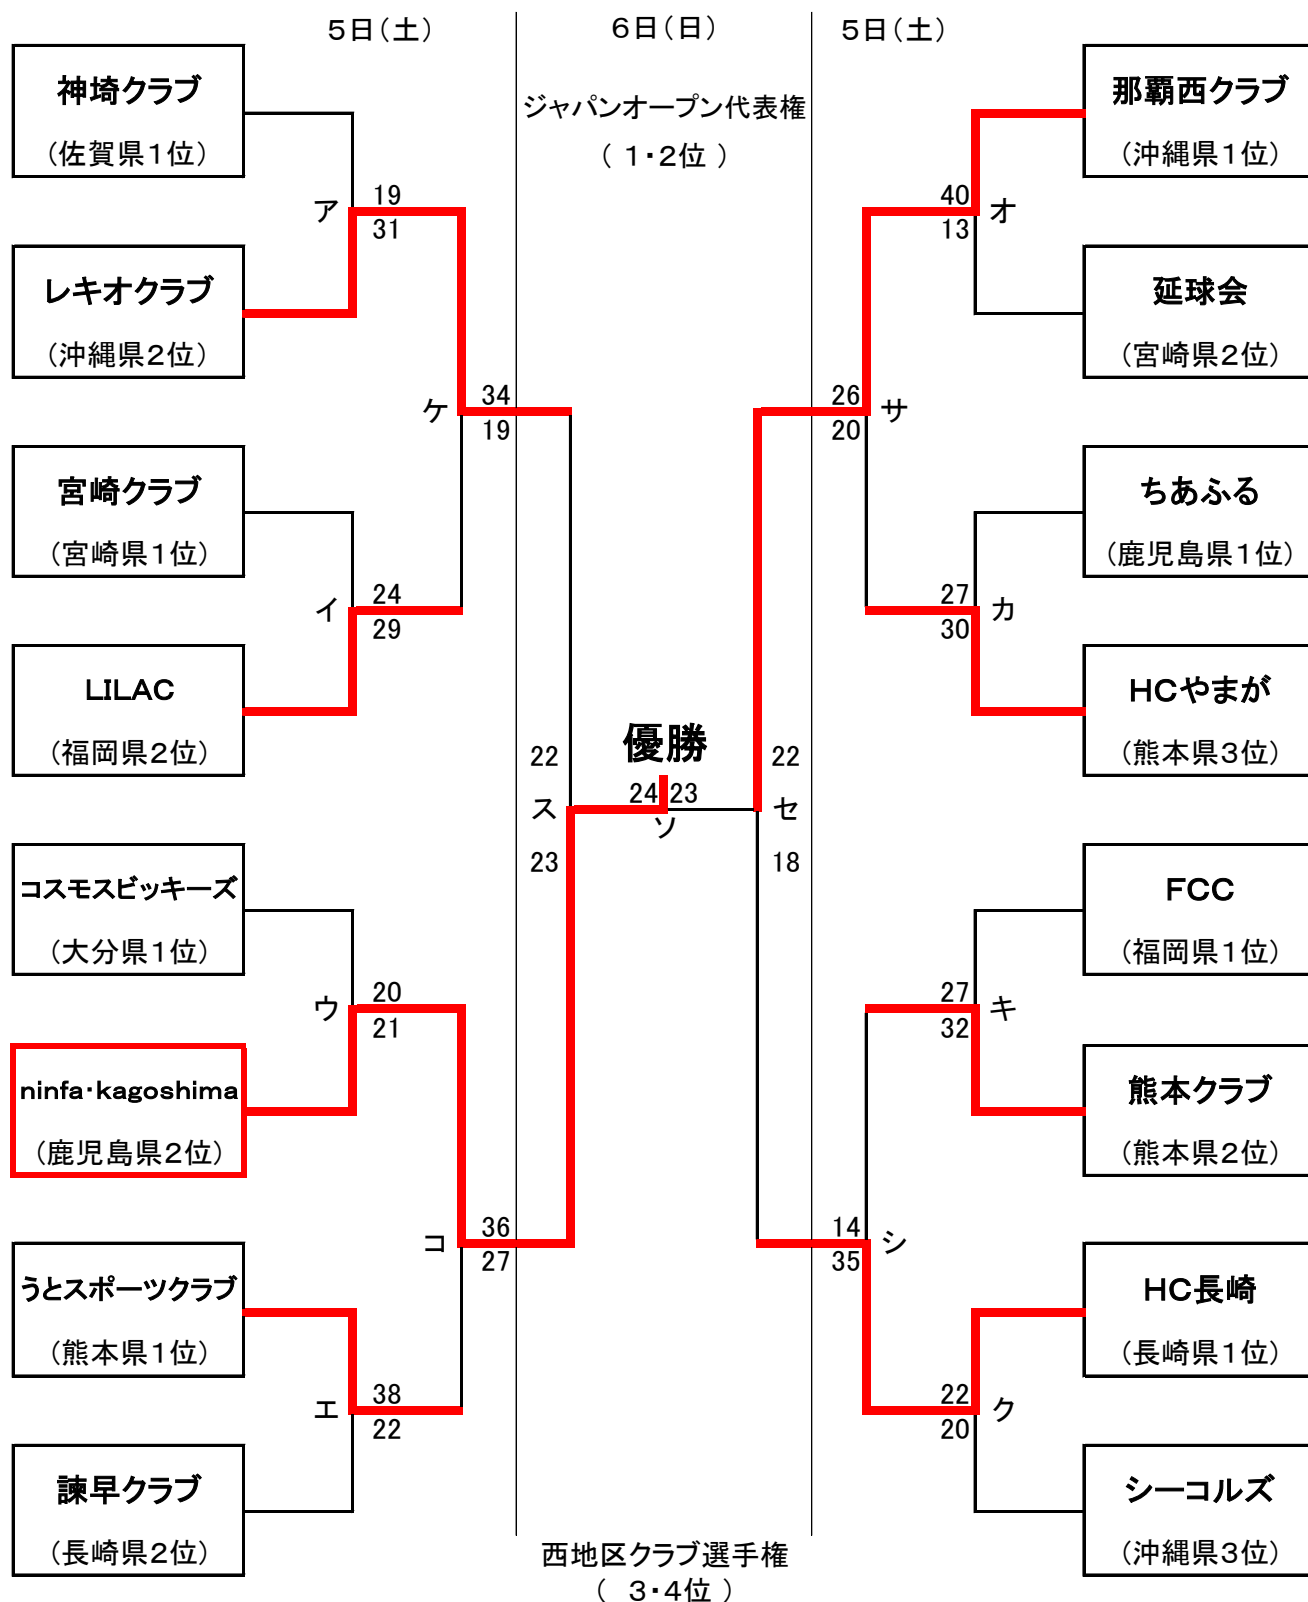 5日(土)
6日(日)
5日(土)
ジャパンオープン代表権
( 1・2位 )
神埼クラブ
(佐賀県1位)
ア
19
31
レキオクラブ
(沖縄県2位)
ケ
34
19
宮崎クラブ
(宮崎県1位)
イ
24
29
LILAC
(福岡県2位)
コスモスビッキーズ
(大分県1位)
ウ
20
21
ninfa・kagoshima
(鹿児島県2位)
コ
36
27
うとスポーツクラブ
(熊本県1位)
エ
38
22
諫早クラブ
(長崎県2位)
優勝
22
ス
23
24
23
ソ
22
セ
18
那覇西クラブ
(沖縄県1位)
40
13
オ
延球会
(宮崎県2位)
26
20
サ
ちあふる
(鹿児島県1位)
27
30
カ
HCやまが
(熊本県3位)
FCC
(福岡県1位)
27
32
キ
熊本クラブ
(熊本県2位)
14
35
シ
HC長崎
(長崎県1位)
22
20
ク
シーコルズ
(沖縄県3位)
西地区クラブ選手権
( 3・4位 )